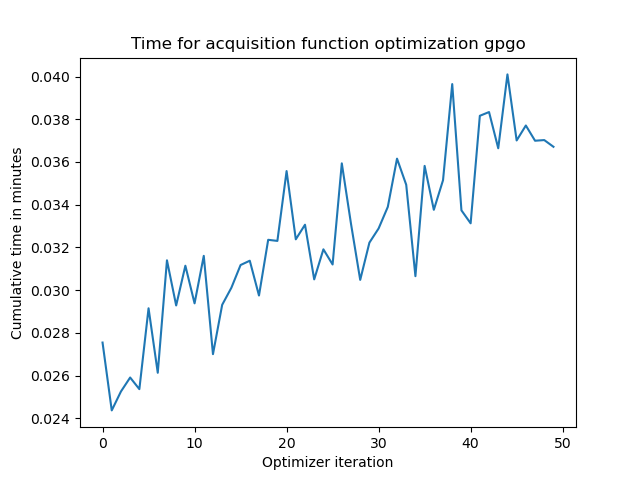 Time for acquisition function optimization gpgo
0.040
0.038
0.036
0.034
0.032
0.030
0.028
0.026
0.024
Cumulative time in minutes
0 10 20 30 40 50
Optimizer iteration